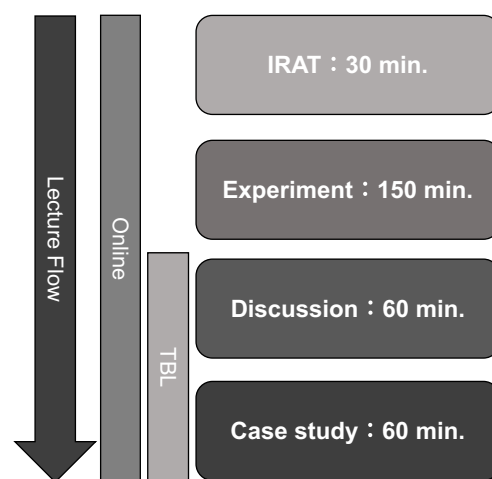 IRAT：30 min.
Experiment：150 min.
Lecture Flow
Online
Discussion：60 min.
TBL
Case study：60 min.